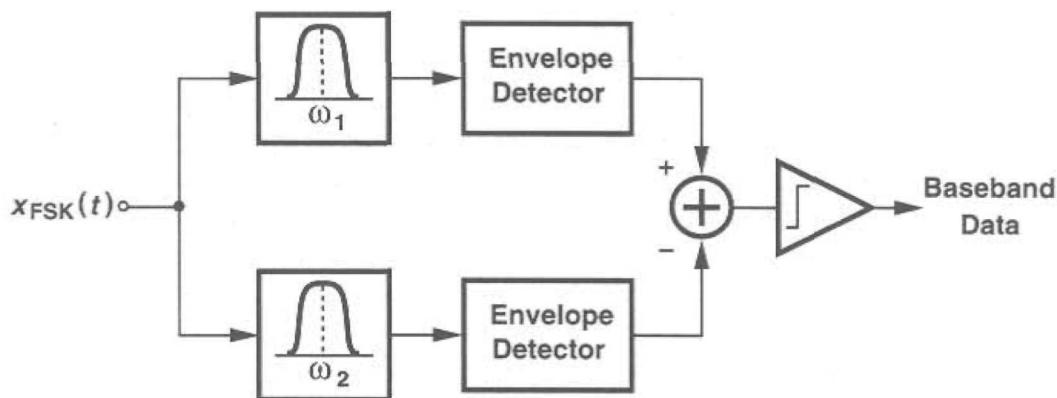 ω1
Envelope
Detector
+
xFSK(t)
+
−
Baseband
Data
ω2
Envelope
Detector